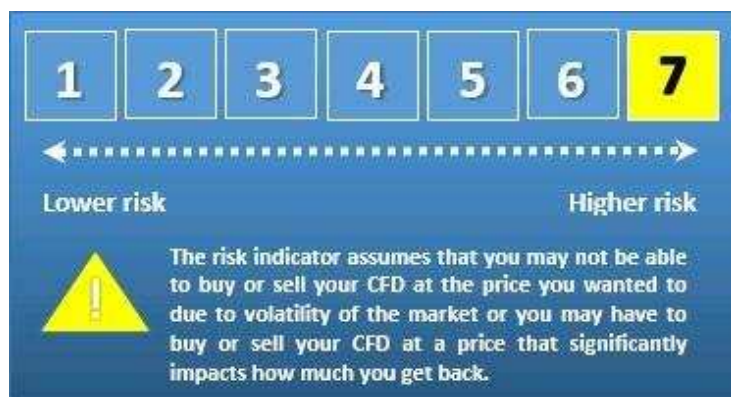 1 2 3 4 5 6 7
Lower risk Higher risk
!
The risk indicator assumes that you may not be able
to buy or sell your CFD at the price you wanted to
due to volatility of the market or you may have to
buy or sell your CFD at a price that significantly
impacts how much you get back.